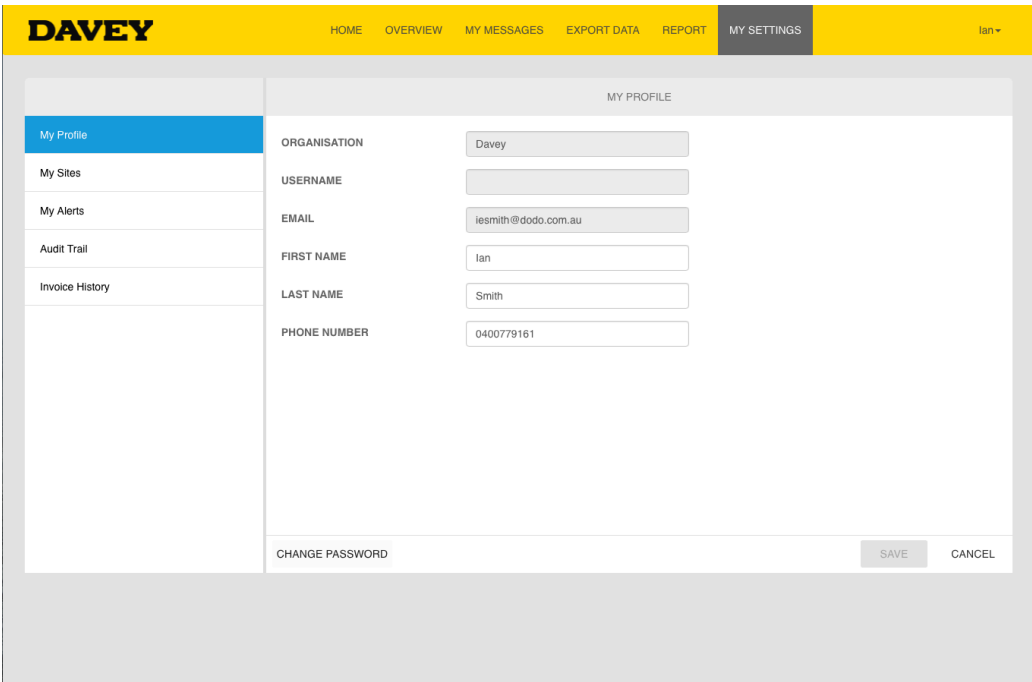 DAVEY HOME OVERVIEW MY MESSAGES EXPORT DATA REPORT MY SETTINGS Ian
MY PROFILE
My Profile
My Sites
My Alerts
Audit Trail
Invoice History
ORGANISATION Davey
USERNAME
EMAIL iesmith@dodo.com.au
FIRST NAME Ian
LAST NAME Smith
PHONE NUMBER 0400779161
CHANGE PASSWORD SAVE CANCEL